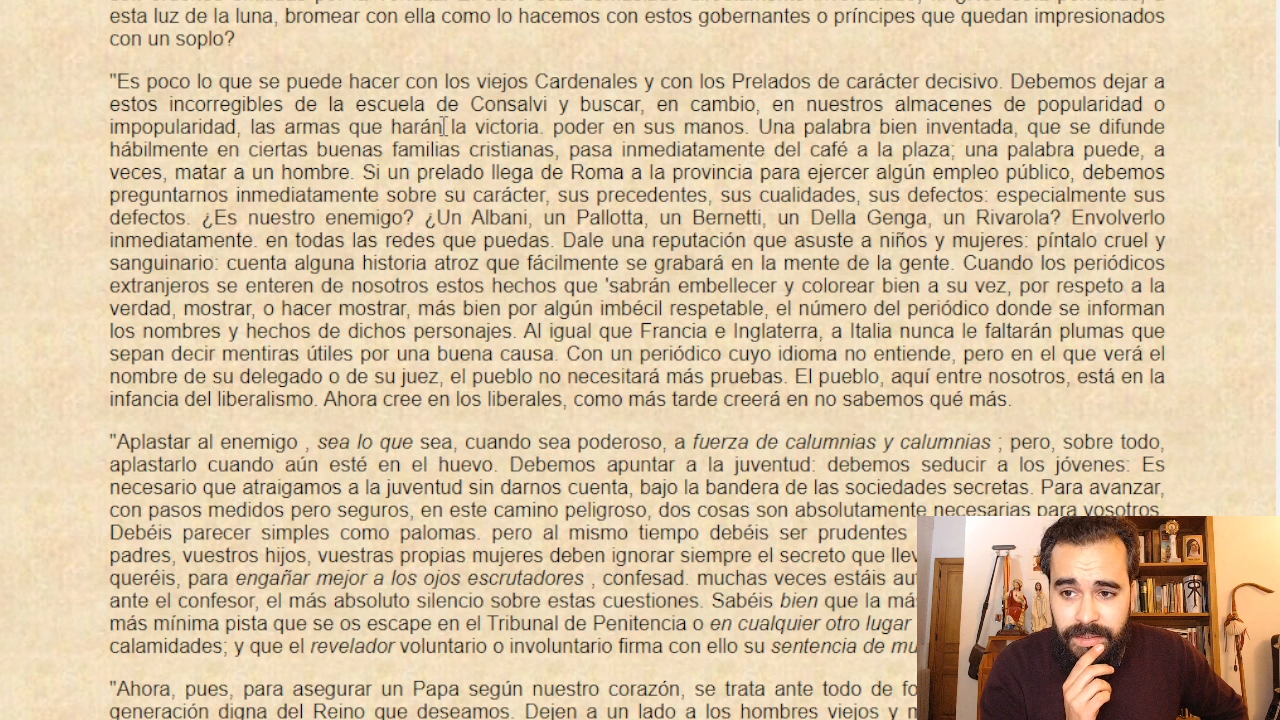 esta luz de la luna, bromear con ella como lo hacemos con estos gobernantes o príncipes que quedan impresionados
con un soplo?
"Es poco lo que se puede hacer con los viejos Cardenales y con los Prelados de carácter decisivo. Debemos dejar a
estos incorregibles de la escuela de Consalvi y buscar, en cambio, en nuestros almacenes de popularidad o
impopularidad, las armas que harán la victoria. poder en sus manos. Una palabra bien inventada, que se difunde
hábilmente en ciertas buenas familias cristianas, pasa inmediatamente del café a la plaza; una palabra puede, a
veces, matar a un hombre. Si un prelado llega de Roma a la provincia para ejercer algún empleo público, debemos
preguntarnos inmediatamente sobre su carácter, sus precedentes, sus cualidades, sus defectos: especialmente sus
defectos. ¿Es nuestro enemigo? ¿Un Albani, un Pallotta, un Bernetti, un Della Genga, un Rivarola? Envolverlo
inmediatamente. en todas las redes que puedas. Dale una reputación que asuste a niños y mujeres: píntalo cruel y
sanguinario: cuenta alguna historia atroz que fácilmente se grabará en la mente de la gente. Cuando los periódicos
extranjeros se enteren de nosotros estos hechos que 'sabrán embellecer y colorear bien a su vez, por respeto a la
verdad, mostrar, o hacer mostrar, más bien por algún imbécil respetable, el número del periódico donde se informan
los nombres y hechos de dichos personajes. Al igual que Francia e Inglaterra, a Italia nunca le faltarán plumas que
sepan decir mentiras útiles por una buena causa. Con un periódico cuyo idioma no entiende, pero en el que verá el
nombre de su delegado o de su juez, el pueblo no necesitará más pruebas. El pueblo, aquí entre nosotros, está en la
infancia del liberalismo. Ahora cree en los liberales, como más tarde creerá en no sabemos qué más.
"Aplastar al enemigo , sea lo que sea, cuando sea poderoso, a fuerza de calumnias y calumnias ; pero, sobre todo,
aplastarlo cuando aún esté en el huevo. Debemos apuntar a la juventud: debemos seducir a los jóvenes: Es
necesario que atraigamos a la juventud sin darnos cuenta, bajo la bandera de las sociedades secretas. Para avanzar,
con pasos medidos pero seguros, en este camino peligroso, dos cosas son absolutamente necesarias para vosotros.
Debéis parecer simples como palomas. pero al mismo tiempo debéis ser prudentes
padres, vuestros hijos, vuestras propias mujeres deben ignorar siempre el secreto que
queréis, para engañar mejor a los ojos escrutadores , confesad. muchas veces estáis
ante el confesor, el más absoluto silencio sobre estas cuestiones. Sabéis bien que la
más mínima pista que se os escape en el Tribunal de Penitencia o en cualquier otro lugar
calamidades; y que el revelador voluntario o involuntario firma con ello su sentencia de
"Ahora, pues, para asegurar un Papa según nuestro corazón, se trata ante todo de
generación digna del Reino que deseamos. Dejen a un lado a los hombres viejos y